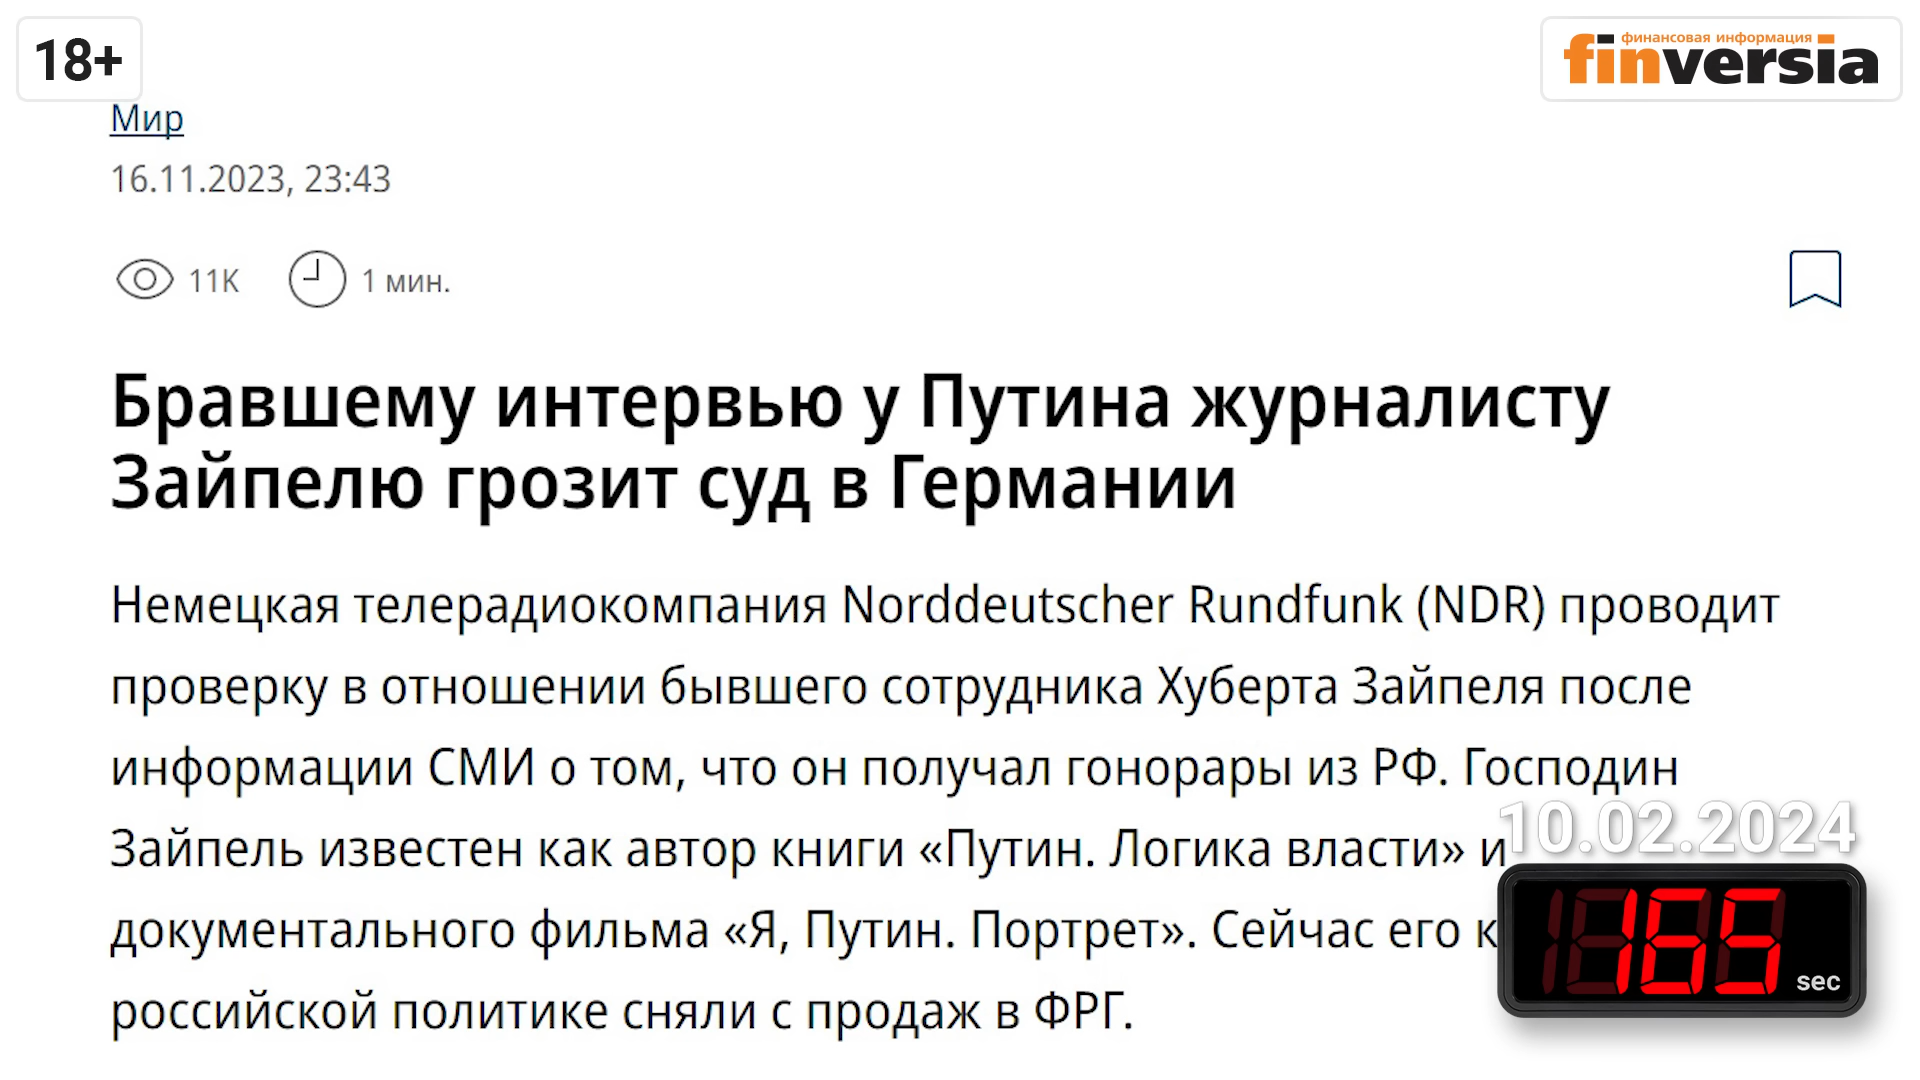 18+
финансовая информация
finversia
Мир
16.11.2023, 23:43
11K 1 мин.
Бравшему интервью у Путина журналисту
Зайпелю грозит суд в Германии
Немецкая телерадиокомпания Norddeutscher Rundfunk (NDR) проводит
проверку в отношении бывшего сотрудника Хуберта Зайпеля после
информации СМИ о том, что он получал гонорары из РФ. Господин
Зайпель известен как автор книги «Путин. Логика власти» и
документального фильма «Я, Путин. Портрет». Сейчас его к
российской политике сняли с продаж в ФРГ.
10.02.2024
165 sec